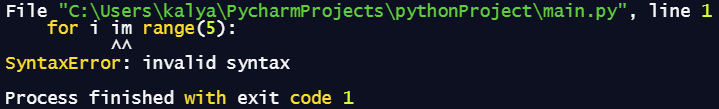 File "C:\Users\kalya\PycharmProjects\pythonProject\main.py", line 1
    for i im range(5):
          ^^
SyntaxError: invalid syntax

Process finished with exit code 1